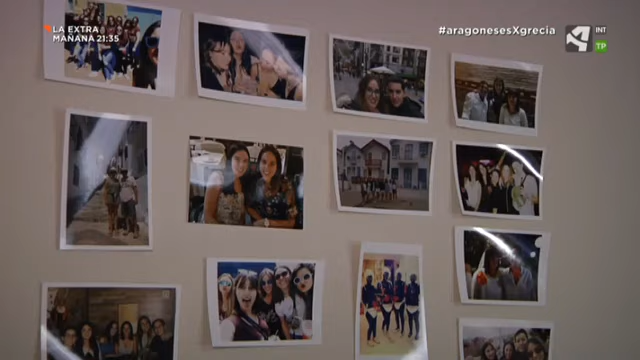 LA EXTRA
MAÑANA 21:35
#aragonesesXgrecia
INT
TP